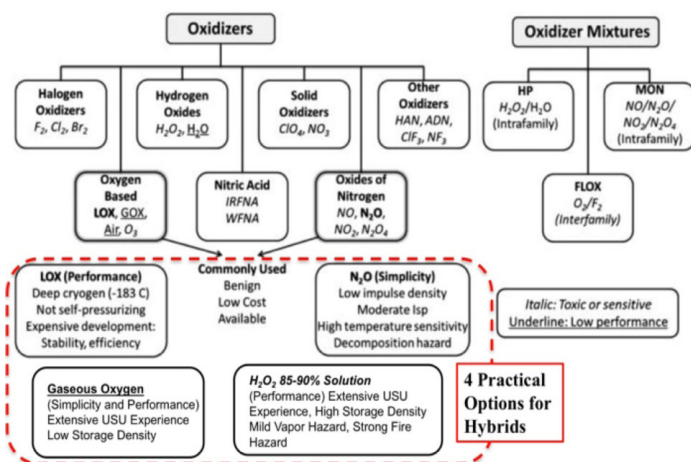 Oxidizers
Oxidizer Mixtures
Halogen
Oxidizers
F2, Cl2, Br2
Hydrogen
Oxides
H2O2, H2O
Solid
Oxidizers
ClO4, NO3
Other
Oxidizers
HAN, ADN,
ClF3, NF3
HP
H2O2/H2O
(Intrafamily)
MON
NO/N2O/
NO2/N2O4
(Intrafamily)
Oxygen
Based
LOX, GOX,
Air, O3
Nitric Acid
IRFNA
WFNA
Oxides of
Nitrogen
NO, N2O,
NO2, N2O4
FLOX
O2/F2
(Interfamily)
LOX (Performance)
Deep cryogen (-183 C)
Not self-pressurizing
Expensive development:
Stability, efficiency
Commonly Used
Benign
Low Cost
Available
N2O (Simplicity)
Low impulse density
Moderate Isp
High temperature sensitivity
Decomposition hazard
Italic: Toxic or sensitive
Underline: Low performance
Gaseous Oxygen
(Simplicity and Performance)
Extensive USU Experience
Low Storage Density
H2O2 85-90% Solution
(Performance) Extensive USU
Experience, High Storage Density
Mild Vapor Hazard, Strong Fire
Hazard
4 Practical
Options for
Hybrids